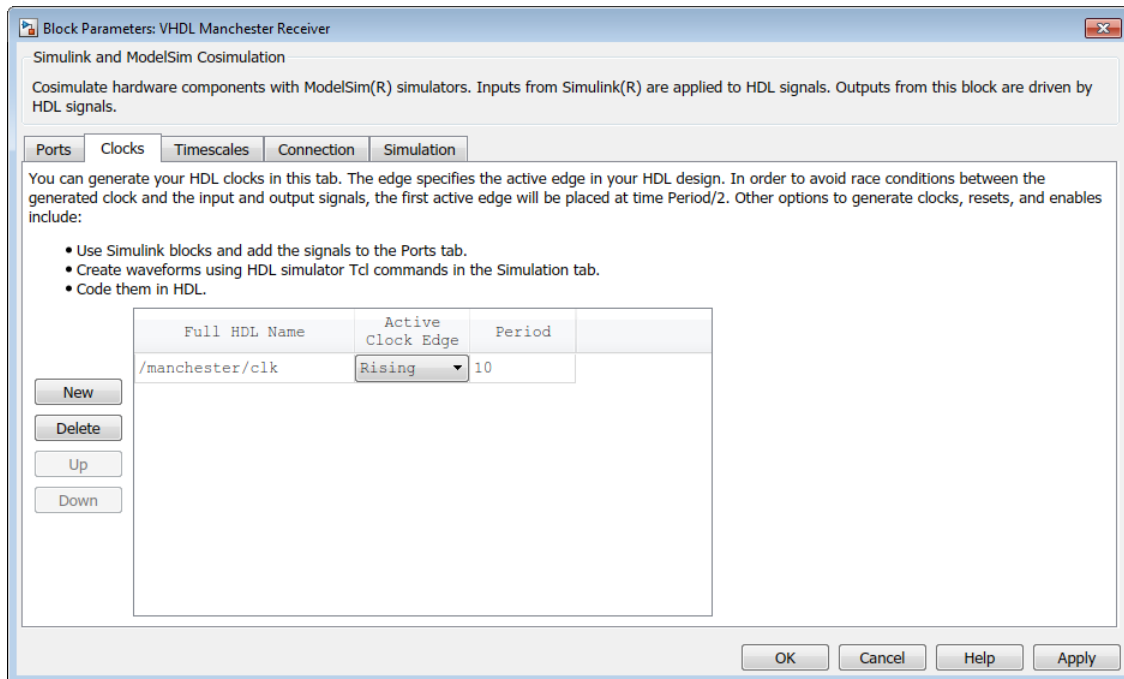 Block Parameters: VHDL Manchester Receiver
Simulink and ModelSim Cosimulation
Cosimulate hardware components with ModelSim(R) simulators. Inputs from Simulink(R) are applied to HDL signals. Outputs from this block are driven by
HDL signals.
Ports Clocks Timescales Connection Simulation
You can generate your HDL clocks in this tab. The edge specifies the active edge in your HDL design. In order to avoid race conditions between the
generated clock and the input and output signals, the first active edge will be placed at time Period/2. Other options to generate clocks, resets, and enables
include:
• Use Simulink blocks and add the signals to the Ports tab.
• Create waveforms using HDL simulator Tcl commands in the Simulation tab.
• Code them in HDL.
Full HDL Name Active Clock Edge Period
/manchester/clk Rising 10
New
Delete
Up
Down
OK Cancel Help Apply